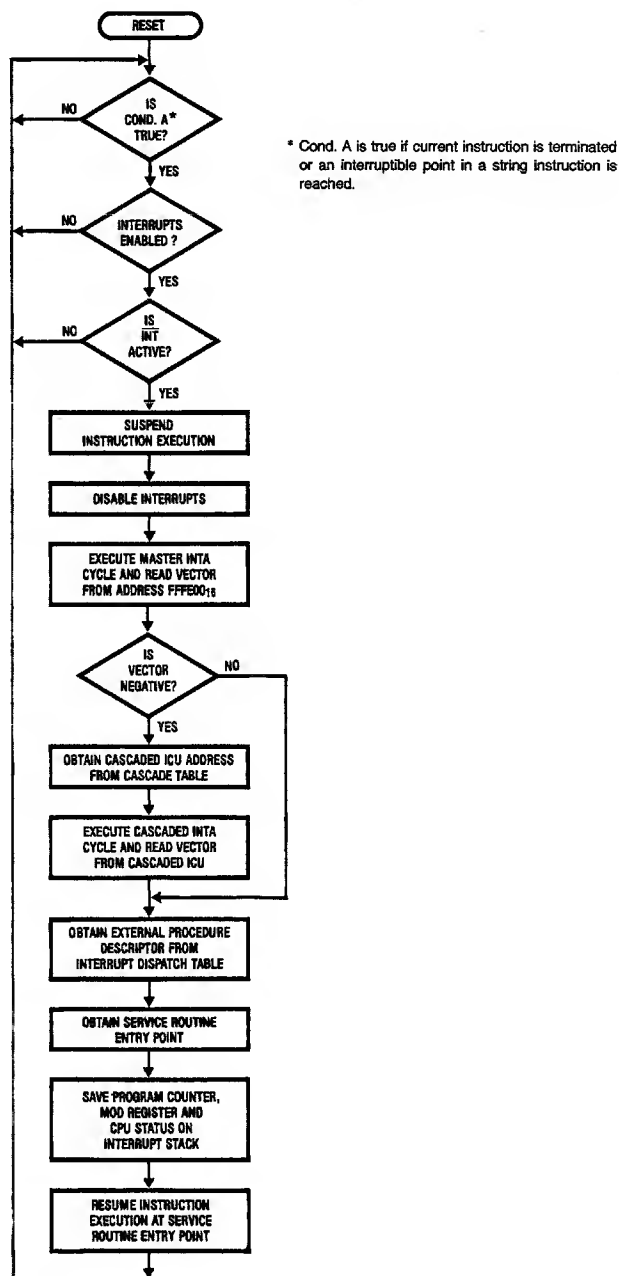 RESET
IS
COND. A*
TRUE?
NO
YES
* Cond. A is true if current instruction is terminated
or an interruptible point in a string instruction is
reached.
INTERRUPTS
ENABLED ?
NO
YES
IS
INT
ACTIVE?
NO
YES
SUSPEND
INSTRUCTION EXECUTION
DISABLE INTERRUPTS
EXECUTE MASTER INTA
CYCLE AND READ VECTOR
FROM ADDRESS FFFE00₁₆
IS
VECTOR
NEGATIVE?
NO
YES
OBTAIN CASCADED ICU ADDRESS
FROM CASCADE TABLE
EXECUTE CASCADED INTA
CYCLE AND READ VECTOR
FROM CASCADED ICU
OBTAIN EXTERNAL PROCEDURE
DESCRIPTOR FROM
INTERRUPT DISPATCH TABLE
OBTAIN SERVICE ROUTINE
ENTRY POINT
SAVE PROGRAM COUNTER,
MOD REGISTER AND
CPU STATUS ON
INTERRUPT STACK
RESUME INSTRUCTION
EXECUTION AT SERVICE
ROUTINE ENTRY POINT